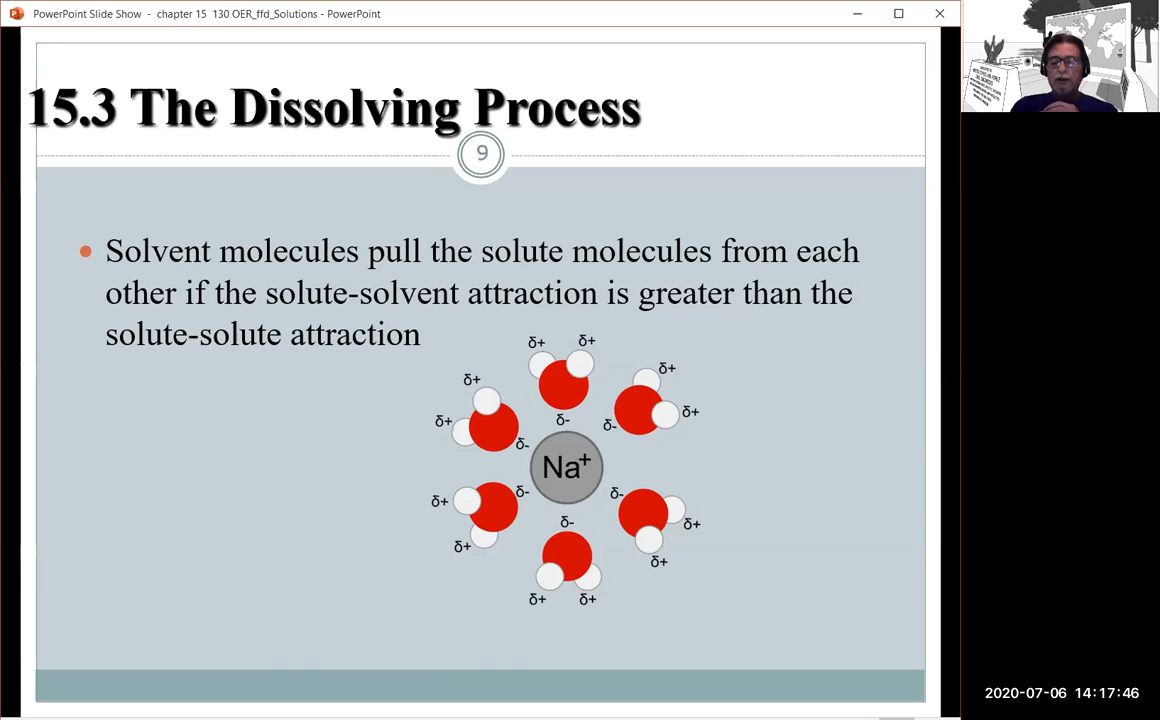 PowerPoint Slide Show - chapter 15 130 OER_ffd_Solutions - PowerPoint
15.3 The Dissolving Process
9
Solvent molecules pull the solute molecules from each
other if the solute-solvent attraction is greater than the
solute-solute attraction
δ+ δ+
δ+ δ+
δ+ δ- δ- δ+
δ-
Na+
δ+ δ- δ- δ+
δ-
δ+ δ+
δ+ δ+
2020-07-06 14:17:46